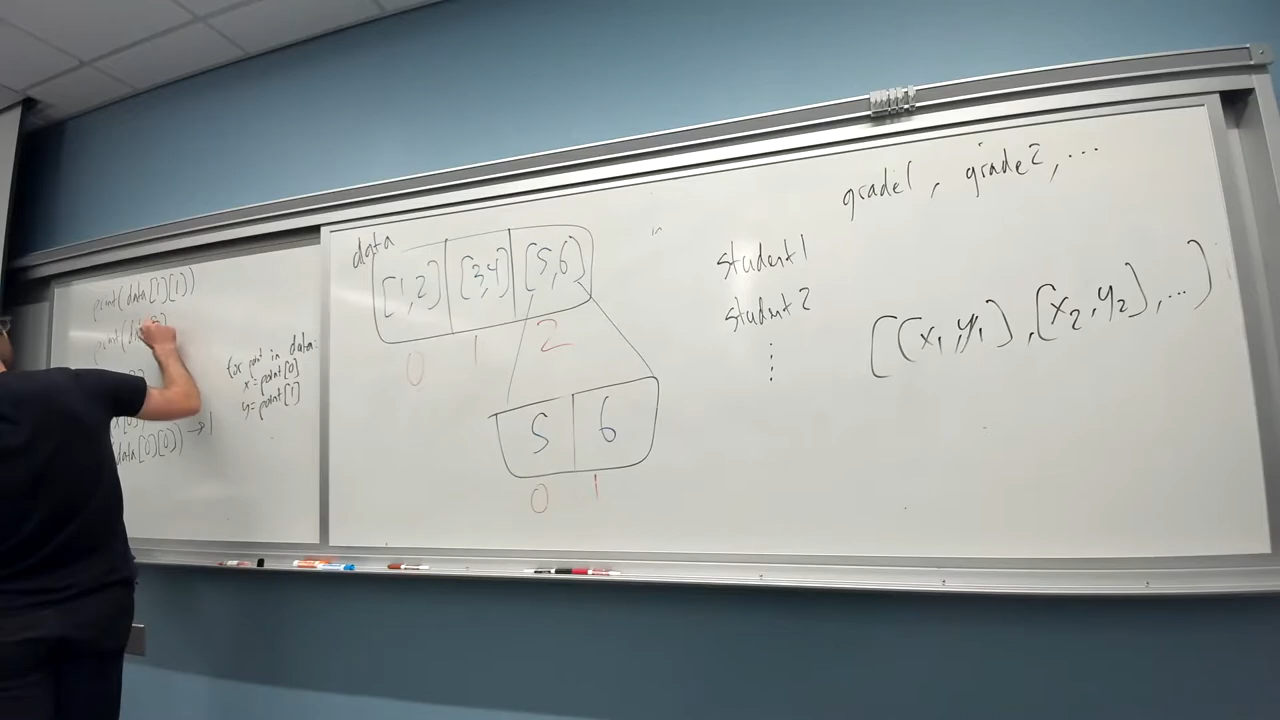 print(data[1][1])
print(
x[0]
data[0][0]) → 1
for point in data:
x=point[0]
y=point[1]
data
[1,2] [3,4] [5,6]
0 1 2
5 6
0 1
in
grade1, grade2, ...
student1
student2
⋮
[(x₁,y₁),[x₂,y₂),...)